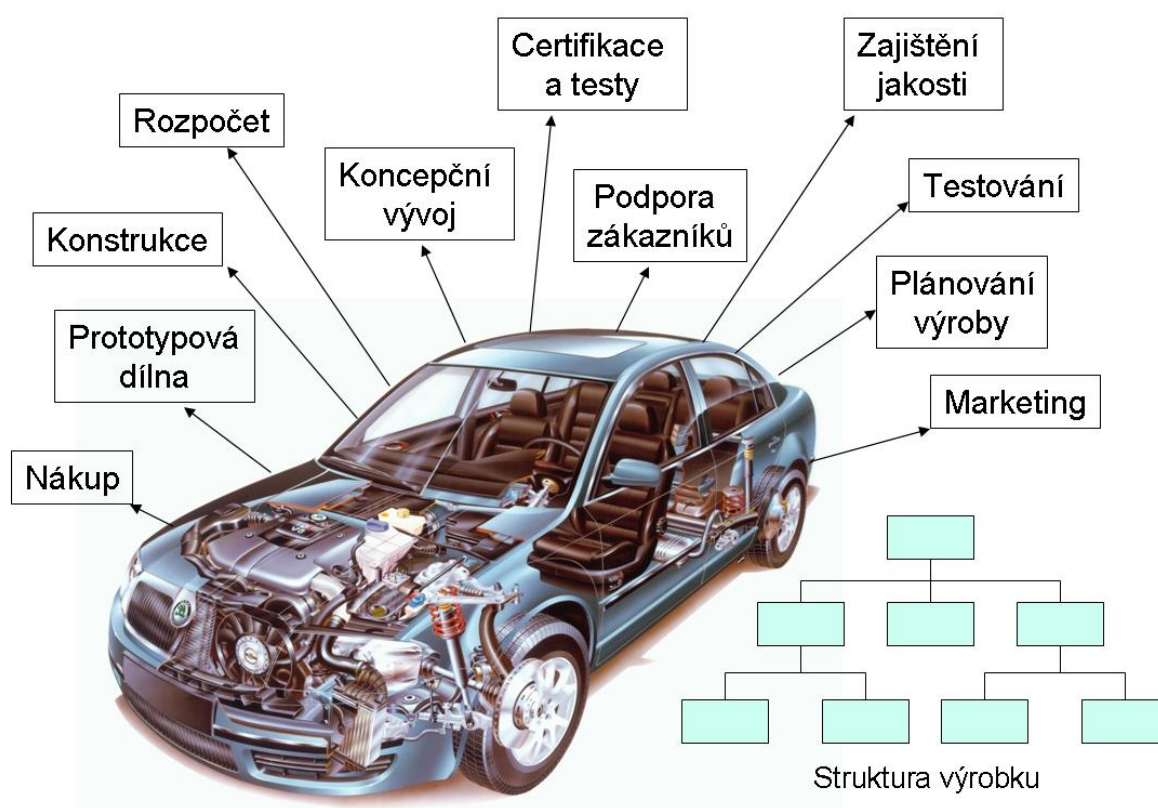 Certifikace
a testy
Zajištění
jakosti
Rozpočet
Koncepční
vývoj
Podpora
zákazníků
Testování
Konstrukce
Plánování
výroby
Prototypová
dílna
Marketing
Nákup
Struktura výrobku